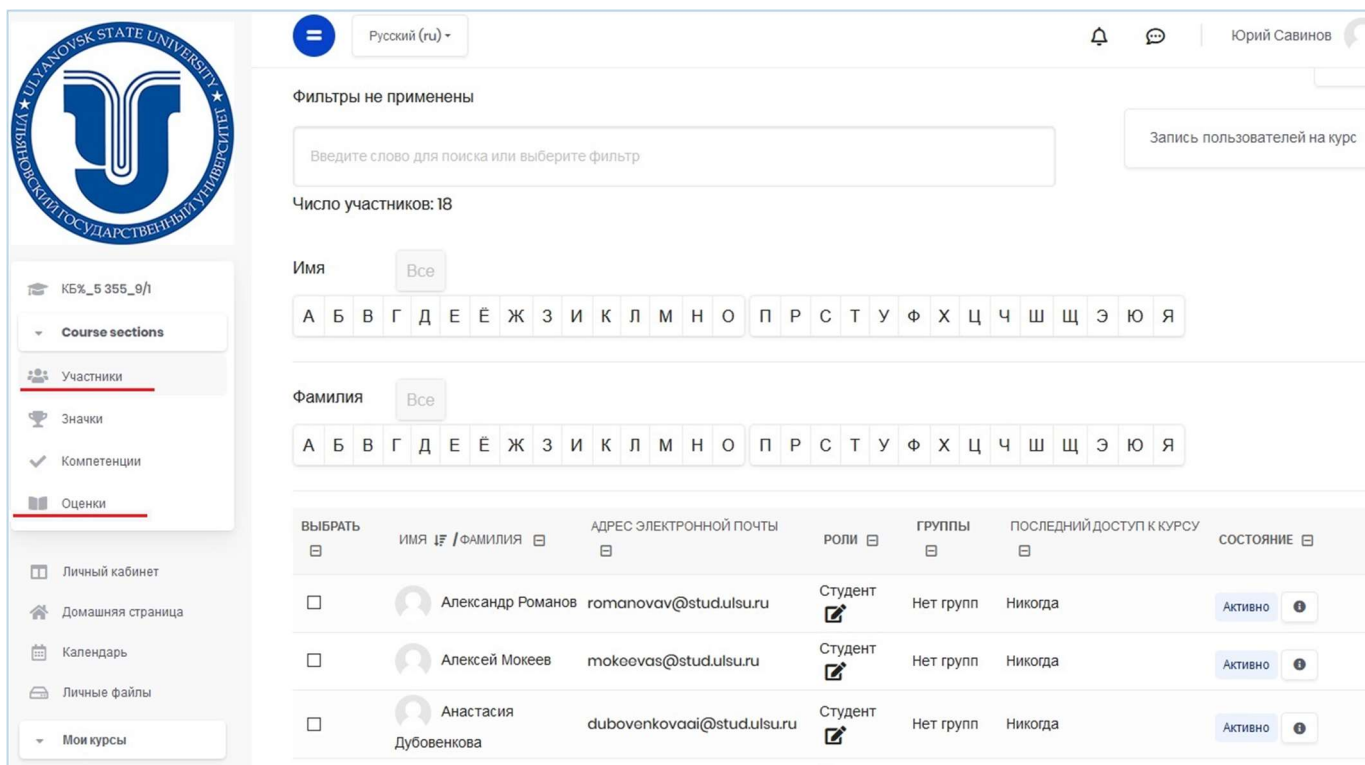 ULYANOVSK STATE UNIVERSITY
УЛЬЯНОВСКИЙ ГОСУДАРСТВЕННЫЙ УНИВЕРСИТЕТ
Русский (ru)
Юрий Савинов
Фильтры не применены
Введите слово для поиска или выберите фильтр
Запись пользователей на курс
Число участников: 18
Имя Все
А Б В Г Д Е Ё Ж З И К Л М Н О П Р С Т У Ф Х Ц Ч Ш Щ Э Ю Я
Фамилия Все
А Б В Г Д Е Ё Ж З И К Л М Н О П Р С Т У Ф Х Ц Ч Ш Щ Э Ю Я
КБ%_5 355_9/1
Course sections
Участники
Значки
Компетенции
Оценки
Личный кабинет
Домашняя страница
Календарь
Личные файлы
Мои курсы
ВЫБРАТЬ ИМЯ / ФАМИЛИЯ АДРЕС ЭЛЕКТРОННОЙ ПОЧТЫ РОЛИ ГРУППЫ ПОСЛЕДНИЙ ДОСТУП К КУРСУ СОСТОЯНИЕ
Александр Романов romanovav@stud.ulsu.ru Студент Нет групп Никогда Активно
Алексей Мокеев mokeevas@stud.ulsu.ru Студент Нет групп Никогда Активно
Анастасия
Дубовенкова dubovenkovaai@stud.ulsu.ru Студент Нет групп Никогда Активно